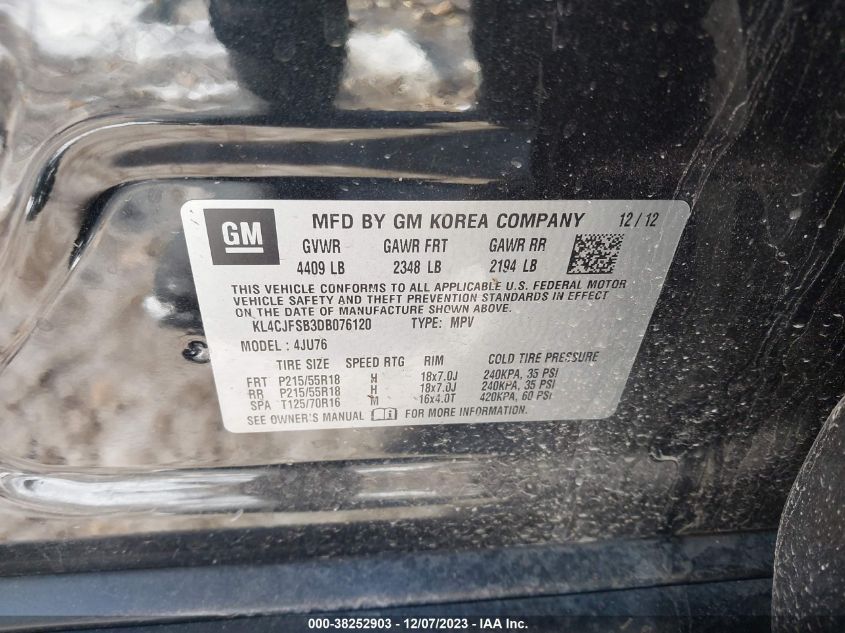 GM MFD BY GM KOREA COMPANY 12/12
GVWR GAWR FRT GAWR RR
4409 LB 2348 LB 2194 LB
THIS VEHICLE CONFORMS TO ALL APPLICABLE U.S. FEDERAL MOTOR
VEHICLE SAFETY AND THEFT PREVENTION STANDARDS IN EFFECT
ON THE DATE OF MANUFACTURE SHOWN ABOVE.
KL4CJFSB3DB076120 TYPE: MPV
MODEL: 4JU76
TIRE SIZE SPEED RTG RIM COLD TIRE PRESSURE
FRT P215/55R18 H 18x7.0J 240KPA, 35 PSI
RR P215/55R18 H 18x7.0J 240KPA, 35 PSI
SPA T125/70R16 M 16x4.0T 420KPA, 60 PSI
SEE OWNER'S MANUAL FOR MORE INFORMATION
000-38252903 - 12/07/2023 - IAA Inc.